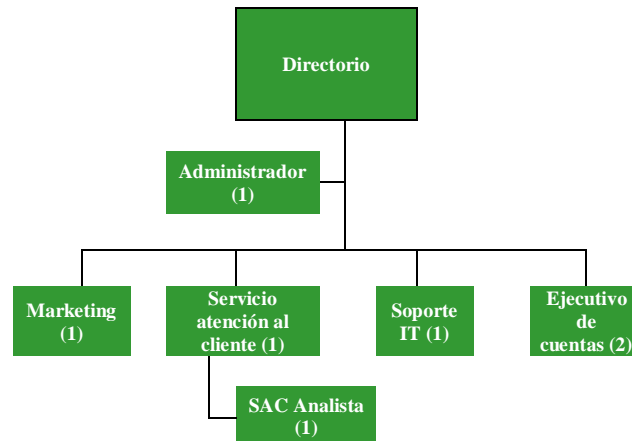 Directorio
Administrador
(1)
Marketing
(1)
Servicio
atención al
cliente (1)
Soporte
IT (1)
Ejecutivo
de
cuentas (2)
SAC Analista
(1)